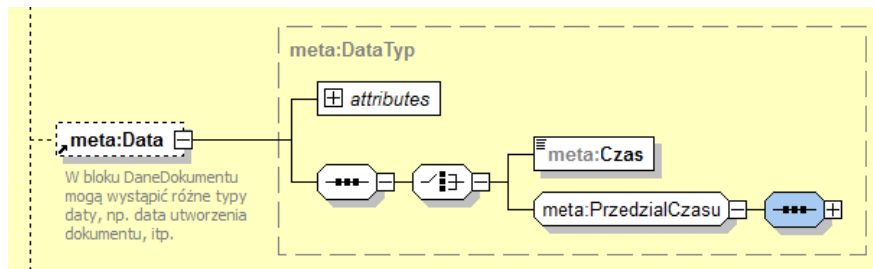 meta:DataTyp
attributes
meta:Data
meta:Czas
W bloku DaneDokumentu
mogą wystąpić różne typy
daty, np. data utworzenia
dokumentu, itp.
meta:PrzedzialCzasu